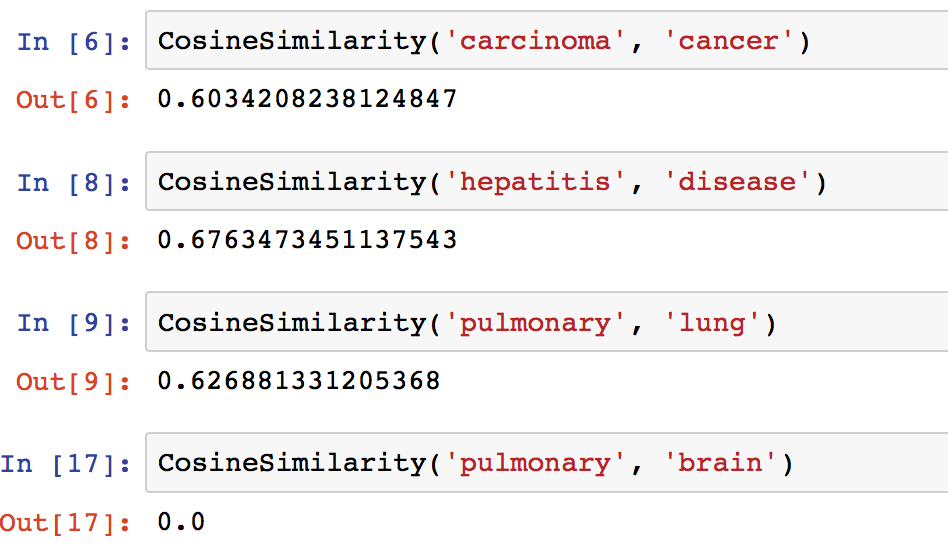 In [6]: CosineSimilarity('carcinoma', 'cancer')
Out[6]: 0.6034208238124847
In [8]: CosineSimilarity('hepatitis', 'disease')
Out[8]: 0.6763473451137543
In [9]: CosineSimilarity('pulmonary', 'lung')
Out[9]: 0.626881331205368
In [17]: CosineSimilarity('pulmonary', 'brain')
Out[17]: 0.0